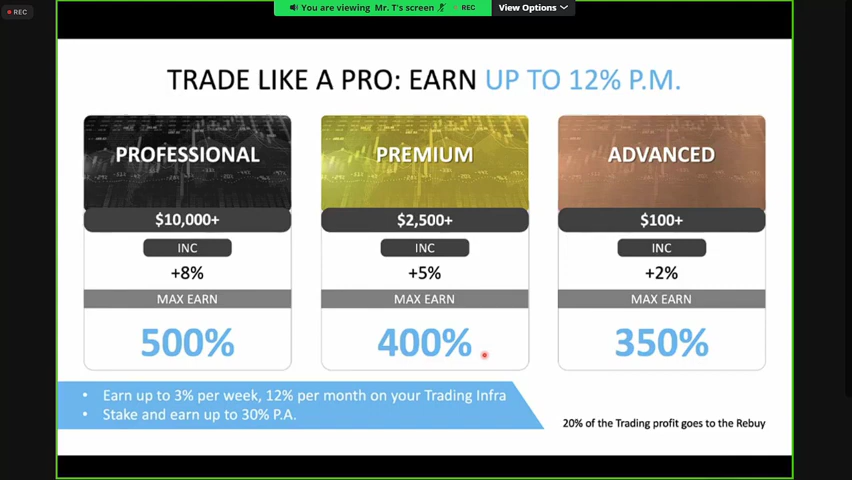 REC
You are viewing Mr. T's screen
REC
View Options
TRADE LIKE A PRO: EARN UP TO 12% P.M.
PROFESSIONAL
$10,000+
INC
+8%
MAX EARN
500%
PREMIUM
$2,500+
INC
+5%
MAX EARN
400%
ADVANCED
$100+
INC
+2%
MAX EARN
350%
• Earn up to 3% per week, 12% per month on your Trading Infra
• Stake and earn up to 30% P.A.
20% of the Trading profit goes to the Rebuy